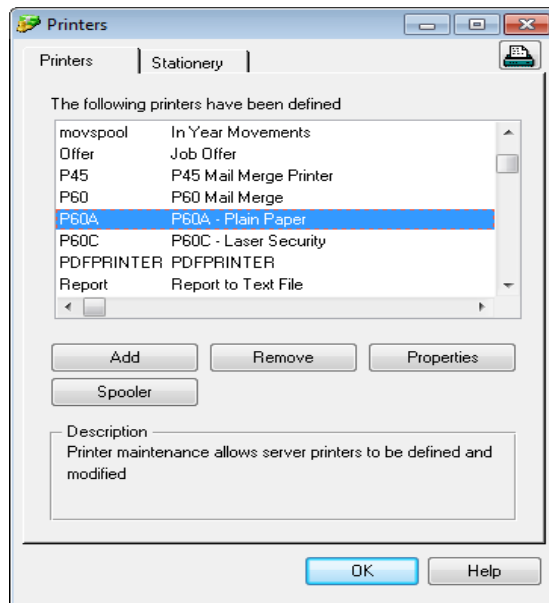 Printers
Printers Stationery
The following printers have been defined
movspool In Year Movements
Offer Job Offer
P45 P45 Mail Merge Printer
P60 P60 Mail Merge
P60A P60A - Plain Paper
P60C P60C - Laser Security
PDFPRINTER PDFPRINTER
Report Report to Text File
Add Remove Properties
Spooler
Description
Printer maintenance allows server printers to be defined and
modified
OK Help